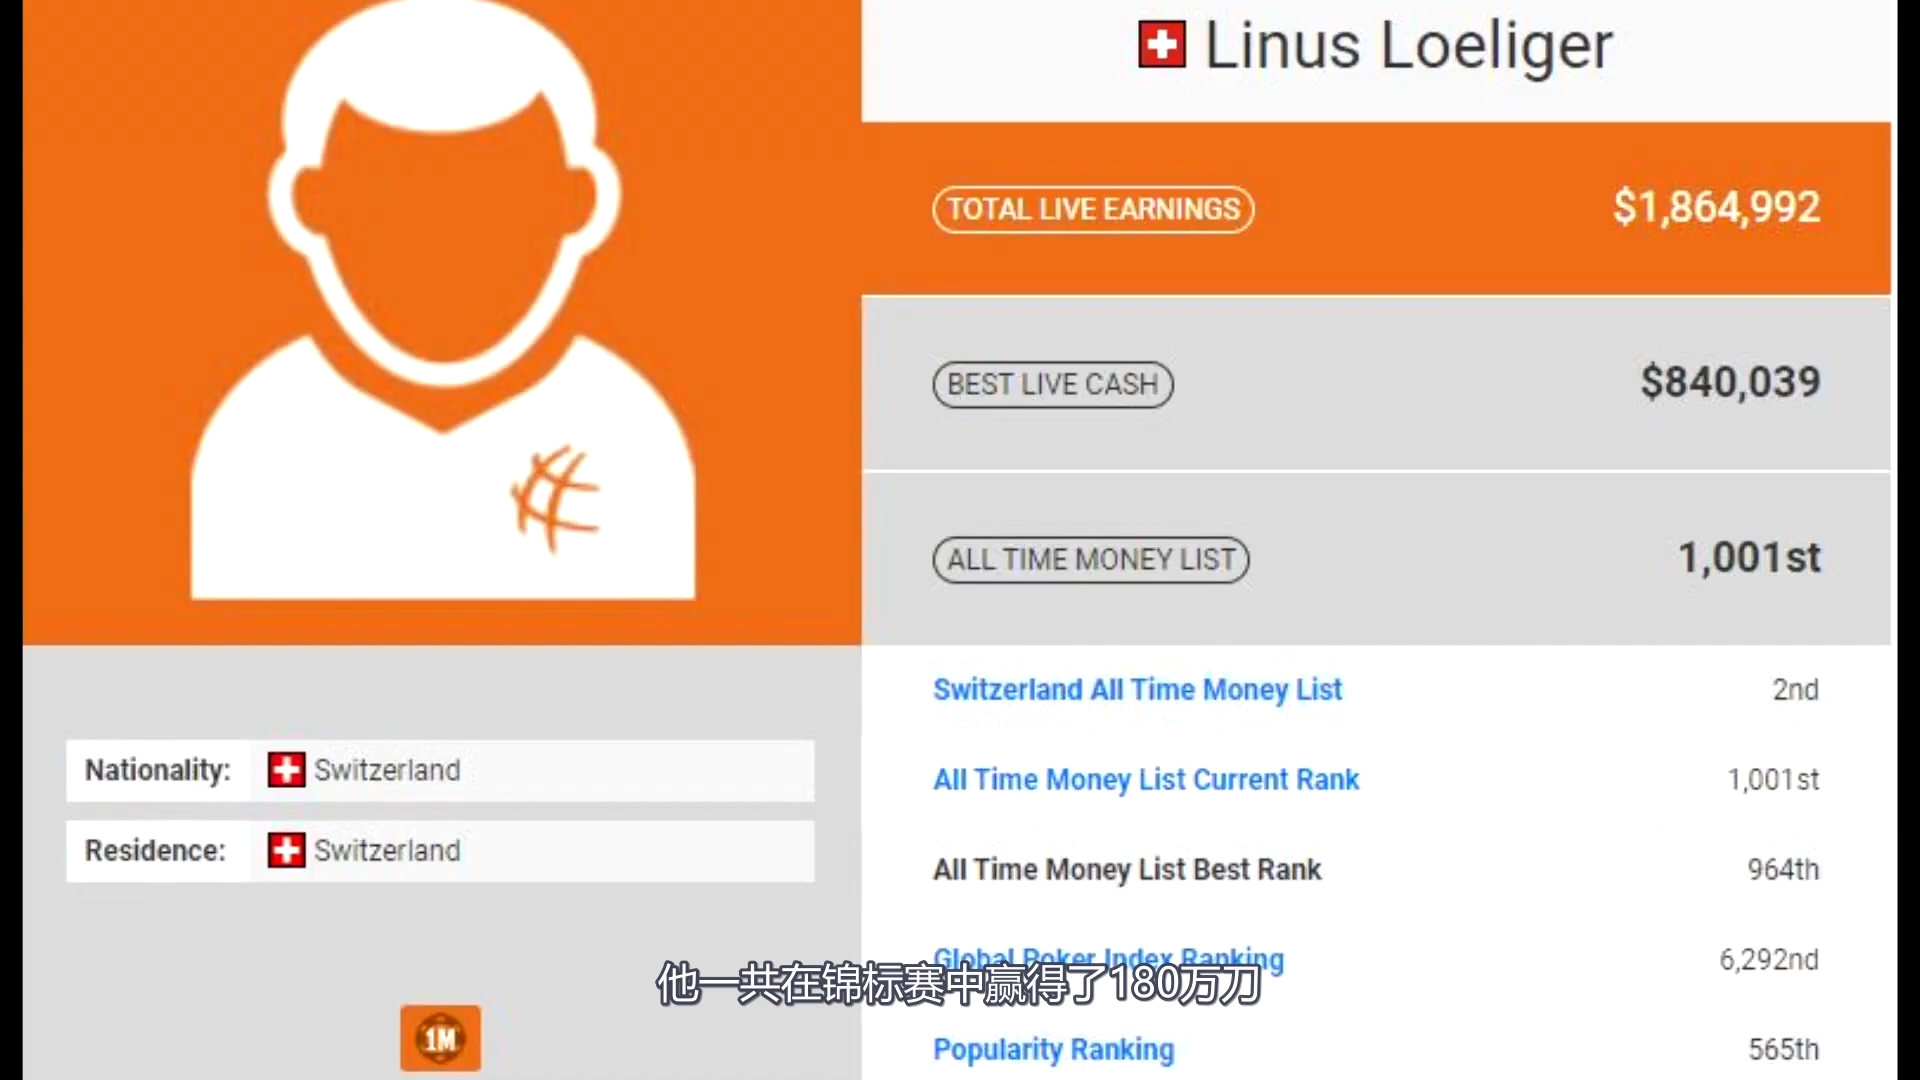 Linus Loeliger
TOTAL LIVE EARNINGS $1,864,992
BEST LIVE CASH $840,039
ALL TIME MONEY LIST 1,001st
Switzerland All Time Money List 2nd
All Time Money List Current Rank 1,001st
All Time Money List Best Rank 964th
Global Poker Index Ranking 6,292nd
Popularity Ranking 565th
Nationality: Switzerland
Residence: Switzerland
1M
他一共在锦标赛中赢得了180万刀